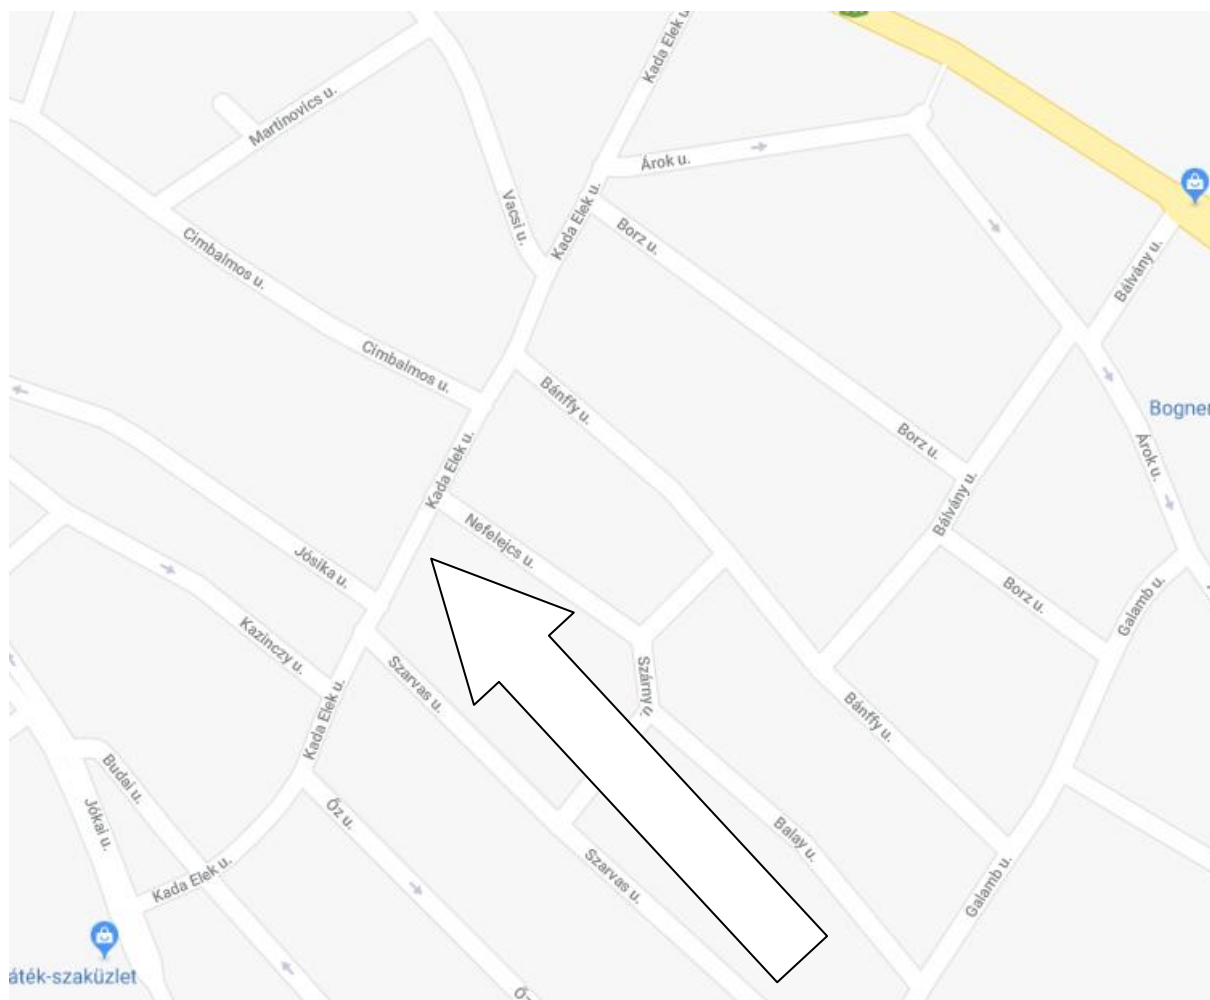 Kada Elek u.
Martinovics u.
Árok u.
Vacsi u.
Kada Elek u.
Borz u.
Cimbalmos u.
Bálvány u.
Cimbalmos u.
Bánffy u.
Bogner
Borz u.
Árok u.
Kada Elek u.
Bálvány u.
Nefelejcs u.
Jósika u.
Borz u.
Galamb u.
Kazinczy u.
Szarvas u.
Szárny u.
Kada Elek u.
Bánffy u.
Budai u.
Jókai u.
Őz u.
Balay u.
Kada Elek u.
Szarvas u.
Galamb u.
áték-szaküzlet
Őz